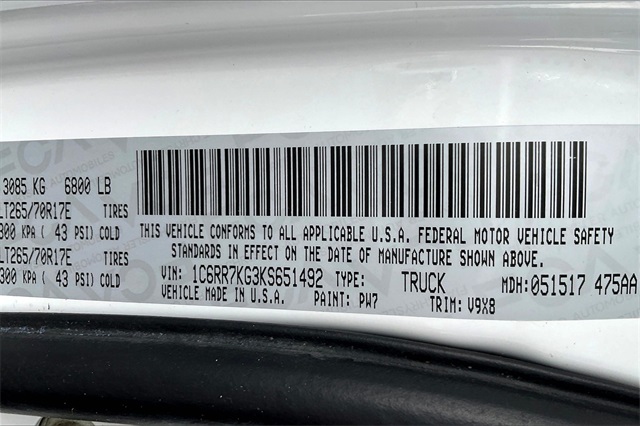 3085 KG 6800 LB
LT265/70R17E TIRES
300 KPA ( 43 PSI) COLD
LT265/70R17E TIRES
300 KPA ( 43 PSI) COLD
THIS VEHICLE CONFORMS TO ALL APPLICABLE U.S.A. FEDERAL MOTOR VEHICLE SAFETY
STANDARDS IN EFFECT ON THE DATE OF MANUFACTURE SHOWN ABOVE.
VIN: 1C6RR7KG3KS651492 TYPE: TRUCK MDH: 051517 475AA
VEHICLE MADE IN U.S.A. PAINT: PW7 TRIM: V9X8